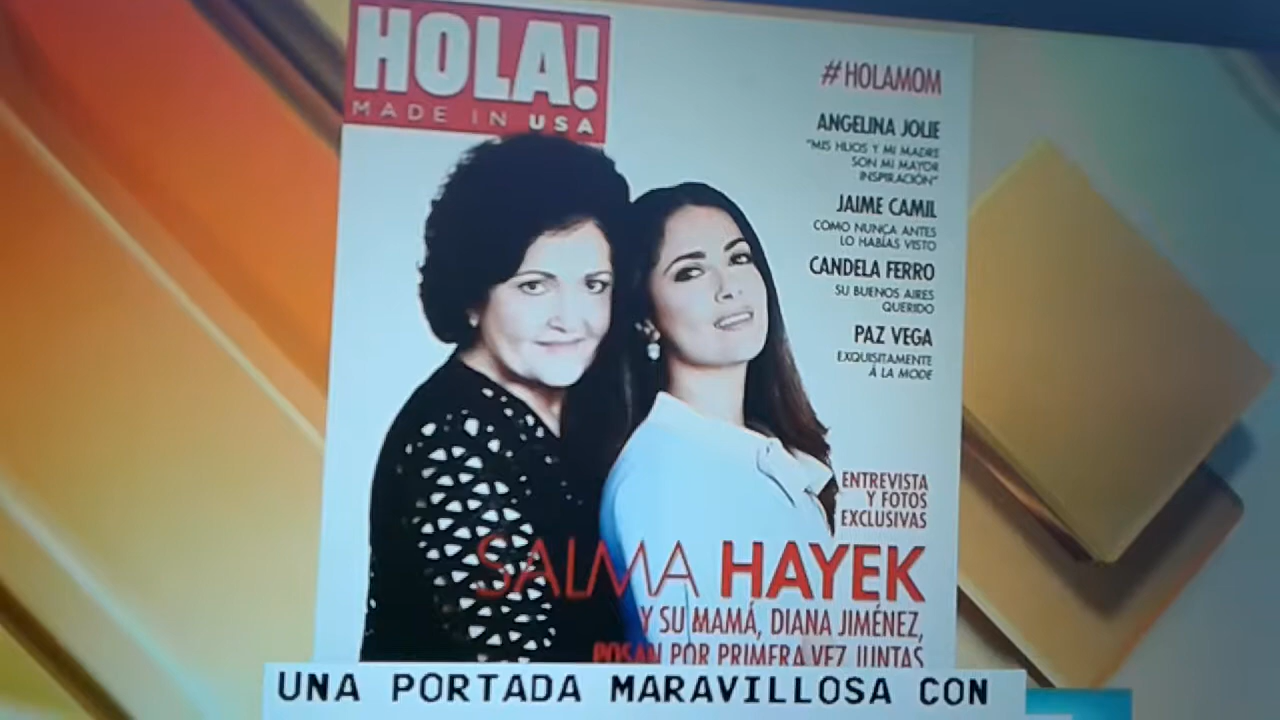 HOLA!
MADE IN USA
#HOLAMOM
ANGELINA JOLIE
"MIS HIJOS Y MI MADRE
SON MI MAYOR
INSPIRACIÓN"
JAIME CAMIL
COMO NUNCA ANTES
LO HABÍAS VISTO
CANDELA FERRO
SU BUENOS AIRES
QUERIDO
PAZ VEGA
EXQUISITAMENTE
À LA MODE
ENTREVISTA
Y FOTOS
EXCLUSIVAS
SALMA HAYEK
Y SU MAMÁ, DIANA JIMÉNEZ,
POSAN POR PRIMERA VEZ JUNTAS
UNA PORTADA MARAVILLOSA CON